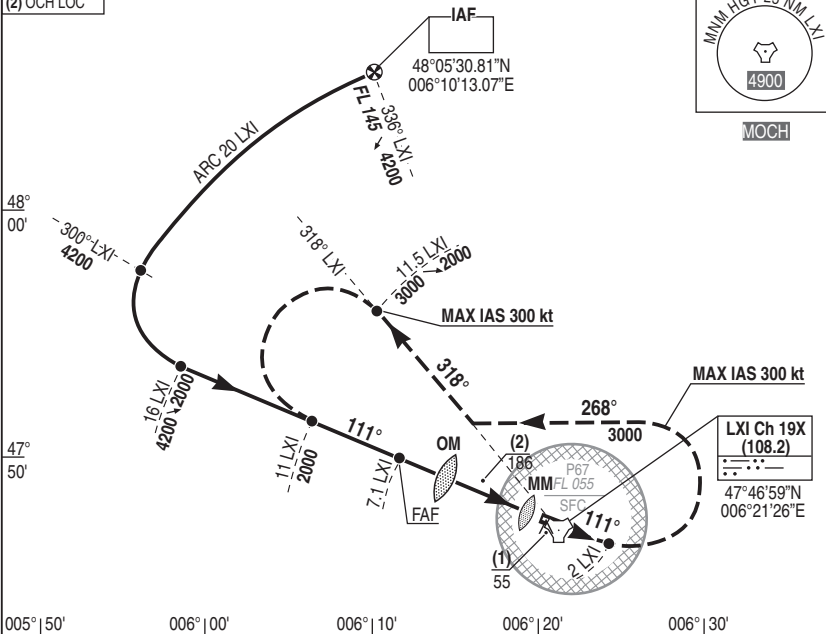 (2) OCH LOC
IAF
48°05'30.81"N
006°10'13.07"E
MNM HGT 25 NM LXI
4900
MOCH
ARC 20 LXI
336° LXI
FL 145
4200
48°
00'
300° LXI
4200
318° LXI
11.5 LXI
3000 2000
MAX IAS 300 kt
318°
MAX IAS 300 kt
268°
3000
16 LXI
4200 2000
11 LXI
2000
111°
7.1 LXI
FAF
OM
(2)
186
MM
P67
FL 055
SFC
LXI Ch 19X
(108.2)
47°46'59"N
006°21'26"E
47°
50'
111°
(1)
55
2 LXI
005° 50'
006° 00'
006° 10'
006° 20'
006° 30'